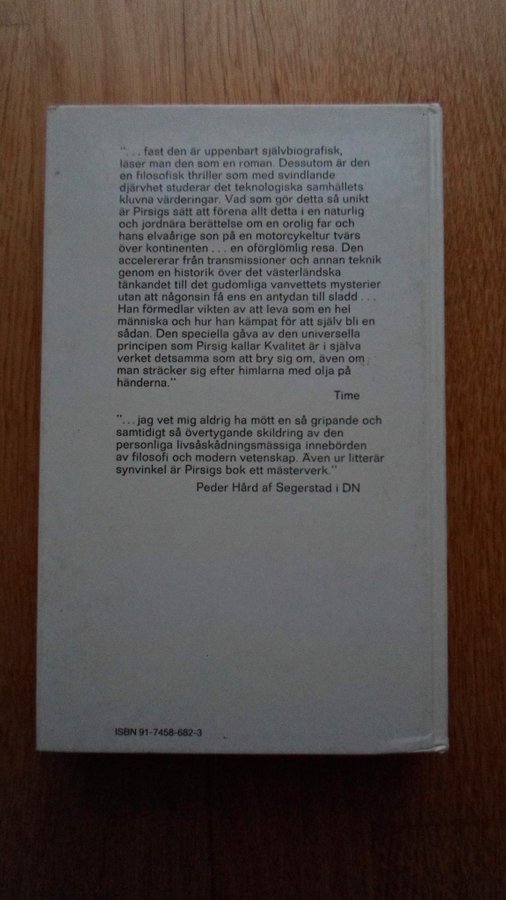 "... fast den är uppenbart självbiografisk,
läser man den som en roman. Dessutom är den
en filosofisk thriller som med svindlande
djärvhet studerar det teknologiska samhällets
kluvna värderingar. Vad som gör detta så unikt
är Pirsigs sätt att förena allt detta i en naturlig
och jordnära berättelse om en orolig far och
hans elvaårige son på en motorcykeltur tvärs
över kontinenten ... en oförglömlig resa. Den
accelererar från transmissioner och annan teknik
genom en historik över det västerländska
tänkandet till det gudomliga vanvettets mysterier
utan att någonsin få ens en antydan till sladd ...
Han förmedlar vikten av att leva som en hel
människa och hur han kämpat för att själv bli en
sådan. Den speciella gåva av den universella
principen som Pirsig kallar Kvalitet är i själva
verket detsamma som att bry sig om, även om
man sträcker sig efter himlarna med olja på
händerna."
Time
"... jag vet mig aldrig ha mött en så gripande och
samtidigt så övertygande skildring av den
personliga livsåskådningsmässiga innebörden
av filosofi och modern vetenskap. Även ur litterär
synvinkel är Pirsigs bok ett mästerverk."
Peder Hård af Segerstad i DN
ISBN 91-7458-682-3